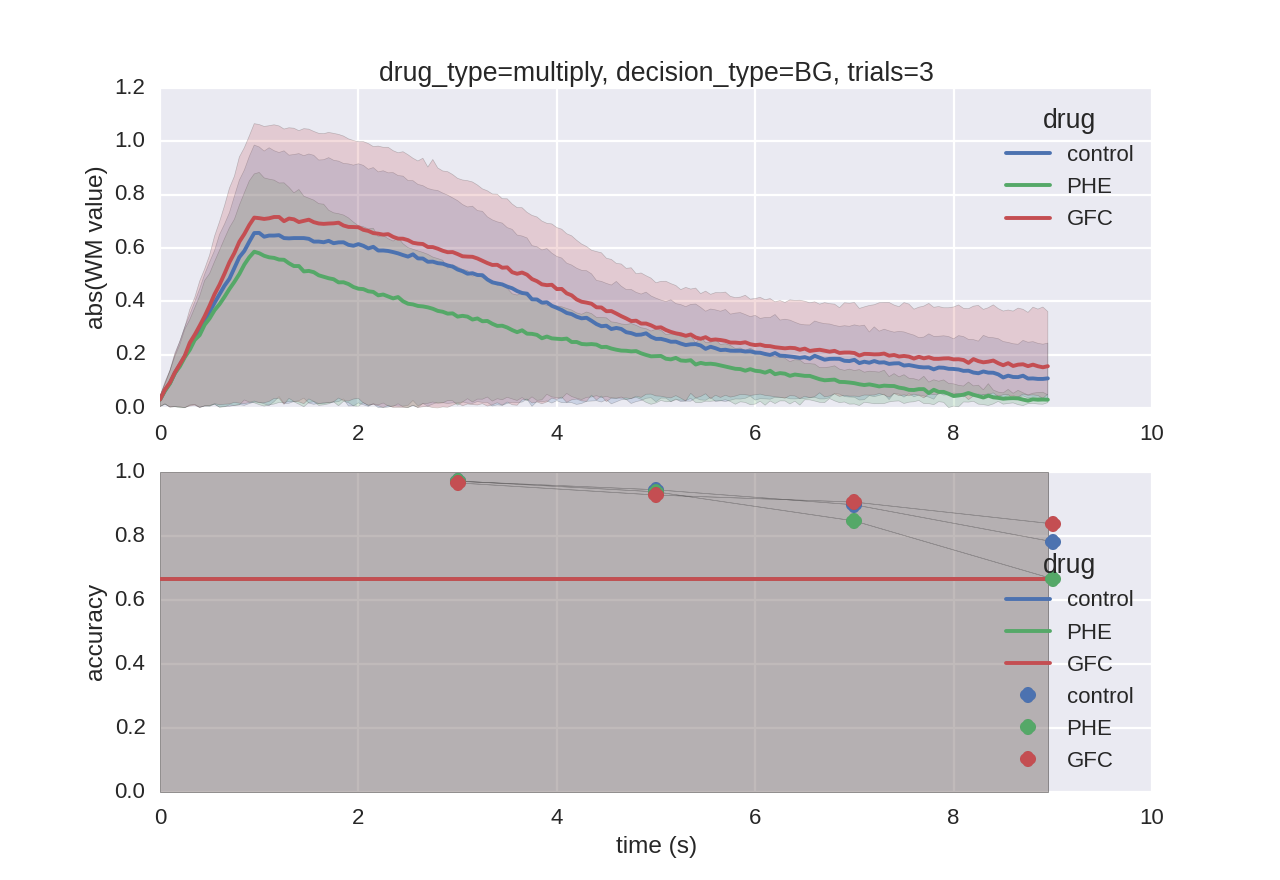 drug_type=multiply, decision_type=BG, trials=3
abs(WM value)
1.2
1.0
0.8
0.6
0.4
0.2
0.0
drug
control
PHE
GFC
0 2 4 6 8 10
accuracy
1.0
0.8
0.6
0.4
0.2
0.0
drug
control
PHE
GFC
control
PHE
GFC
0 2 4 6 8 10
time (s)